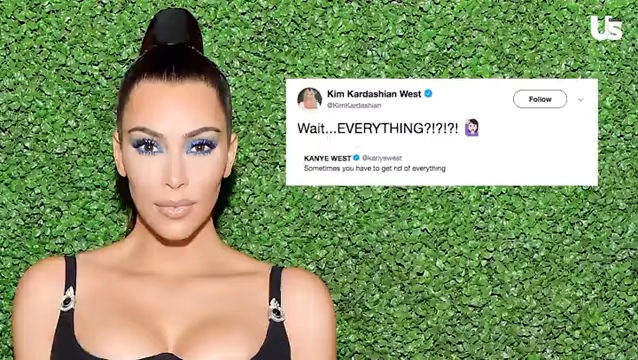 Us
Kim Kardashian West
@KimKardashian
Follow
Wait...EVERYTHING?!?!?! 🙋🏻‍♀️
KANYE WEST @kanyewest
Sometimes you have to get rid of everything